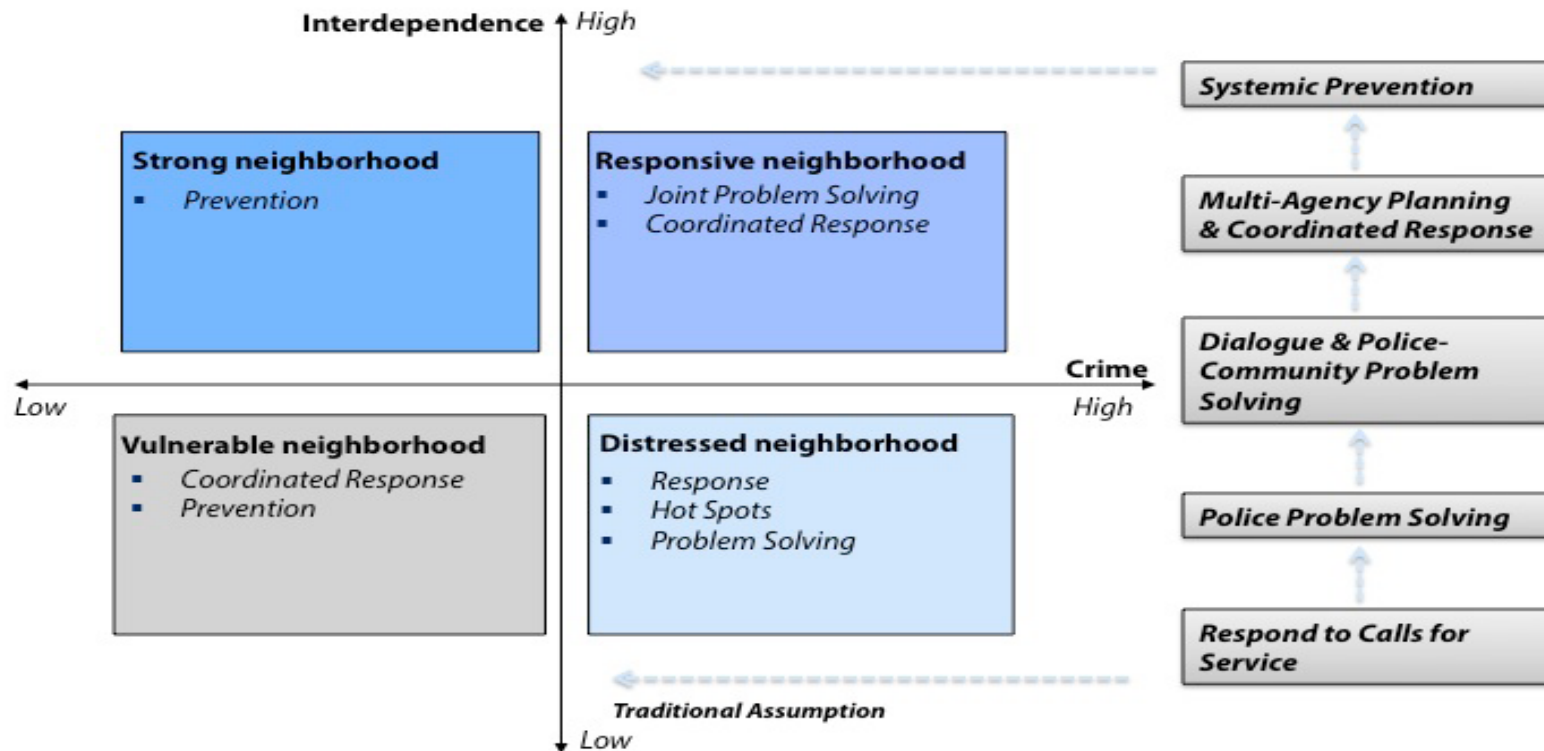 Interdependence
High
Strong neighborhood
▪ Prevention
Responsive neighborhood
▪ Joint Problem Solving
▪ Coordinated Response
Low
Crime
High
Vulnerable neighborhood
▪ Coordinated Response
▪ Prevention
Distressed neighborhood
▪ Response
▪ Hot Spots
▪ Problem Solving
Traditional Assumption
Low
Systemic Prevention
Multi-Agency Planning
& Coordinated Response
Dialogue & Police-
Community Problem
Solving
Police Problem Solving
Respond to Calls for
Service